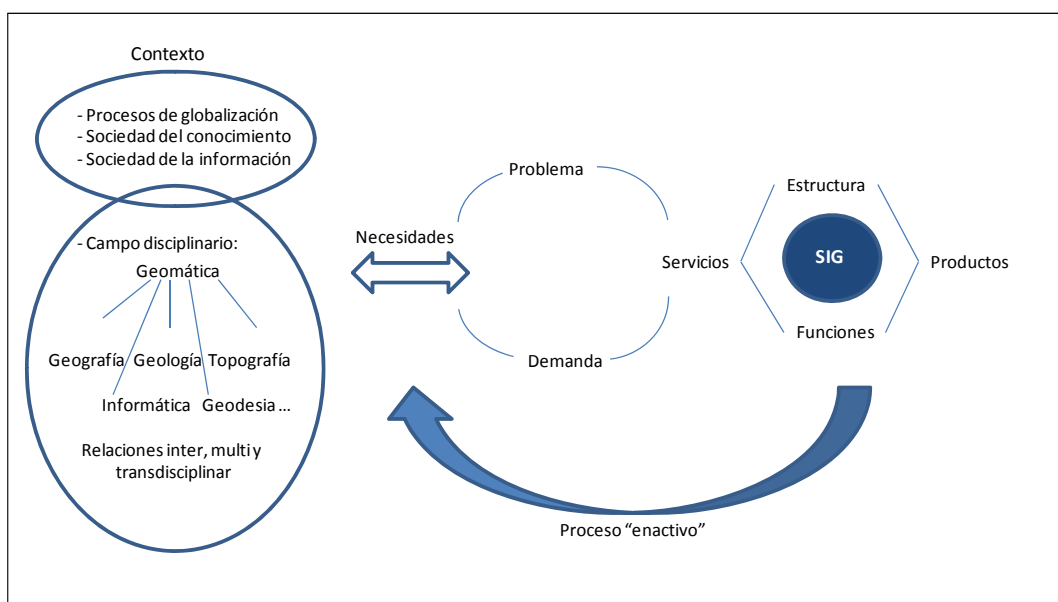 Contexto
- Procesos de globalización
- Sociedad del conocimiento
- Sociedad de la información
- Campo disciplinario:
Geomática
Geografía Geología Topografía
Informática Geodesia ...
Relaciones inter, multi y
transdisciplinar
Necesidades
Problema
Demanda
Servicios
Estructura
SIG
Funciones
Productos
Proceso “enactivo”